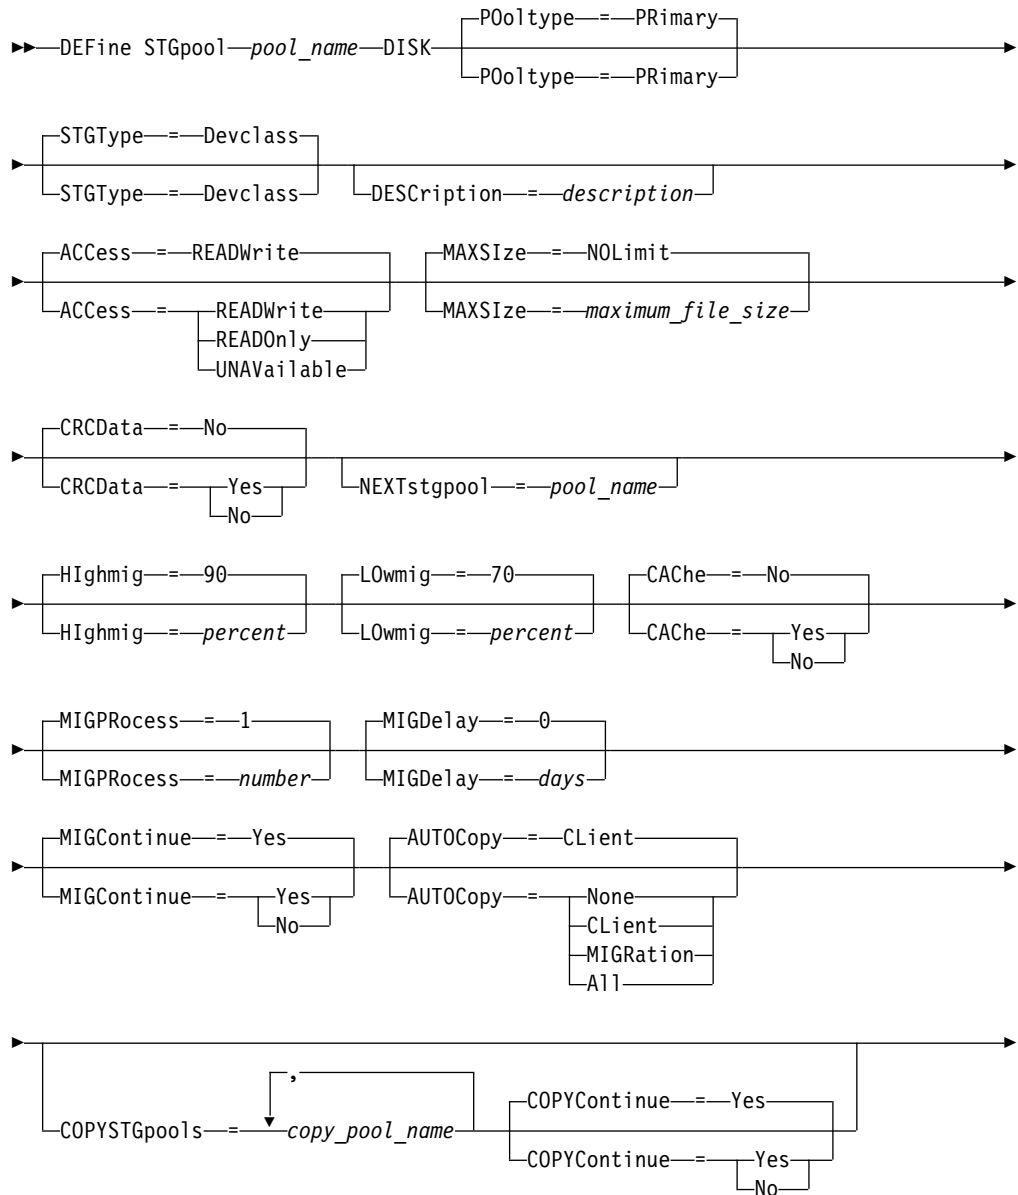 POoltype = PRimary
DEFine STGpool pool_name DISK
POoltype = PRimary
STGType = Devclass
STGType = Devclass
DESCription = description
ACCess = READWrite
MAXSIze = NOLimit
ACCess = READWrite
MAXSIze = maximum_file_size
READOnly
UNAVailable
CRCData = No
CRCData = Yes
NEXTstgpool = pool_name
No
HIghmig = 90
LOwmig = 70
CAChe = No
HIghmig = percent
LOwmig = percent
CAChe = Yes
No
MIGPRocess = 1
MIGDelay = 0
MIGPRocess = number
MIGDelay = days
MIGContinue = Yes
AUTOCopy = CLient
MIGContinue = Yes
AUTOCopy = None
No
CLient
MIGRation
All
,
COPYContinue = Yes
COPYSTGpools = copy_pool_name
COPYContinue = Yes
No